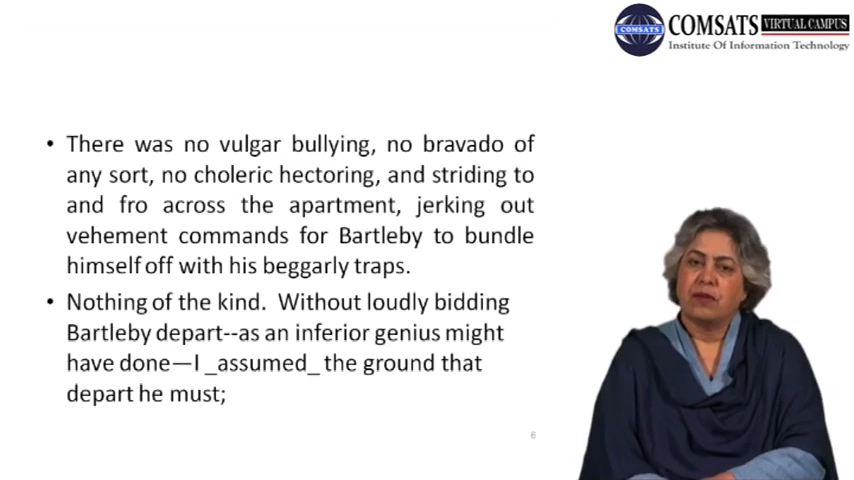 COMSATS
COMSATS VIRTUAL CAMPUS
Institute Of Information Technology
• There was no vulgar bullying, no bravado of
any sort, no choleric hectoring, and striding to
and fro across the apartment, jerking out
vehement commands for Bartleby to bundle
himself off with his beggarly traps.
• Nothing of the kind. Without loudly bidding
Bartleby depart--as an inferior genius might
have done—I _assumed_ the ground that
depart he must;
6